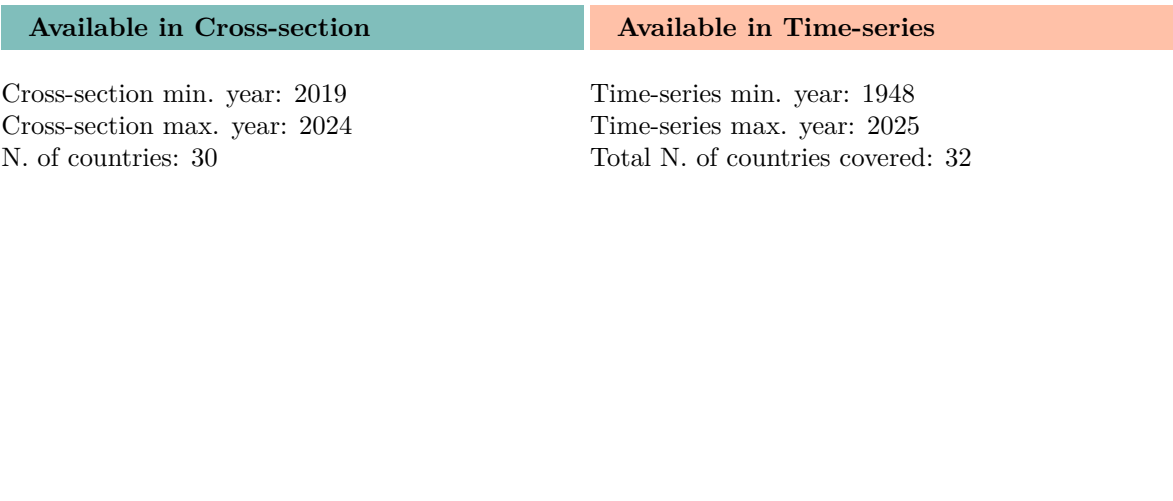 Available in Cross-section
Cross-section min. year: 2019
Cross-section max. year: 2024
N. of countries: 30
Available in Time-series
Time-series min. year: 1948
Time-series max. year: 2025
Total N. of countries covered: 32